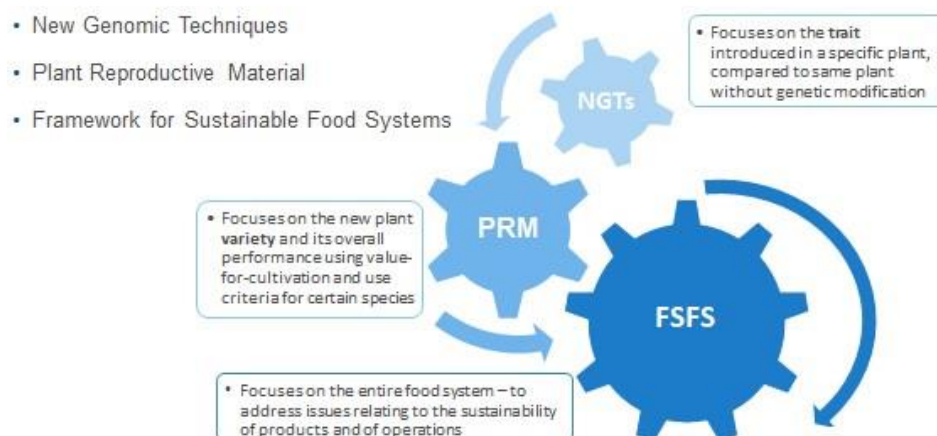 • New Genomic Techniques
• Plant Reproductive Material
• Framework for Sustainable Food Systems
NGTs
• Focuses on the trait
introduced in a specific plant,
compared to same plant
without genetic modification
PRM
• Focuses on the new plant
variety and its overall
performance using value-
for-cultivation and use
criteria for certain species
FSFS
• Focuses on the entire food system – to
address issues relating to the sustainability
of products and of operations